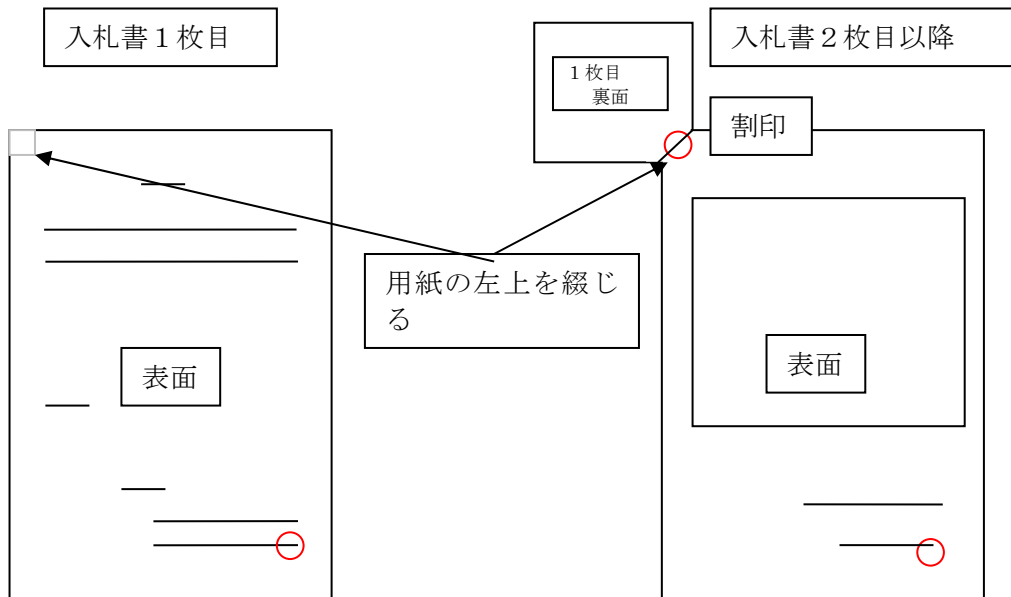 入札書１枚目
入札書２枚目以降
１枚目
裏面
割印
用紙の左上を綴じ
る
表面
表面